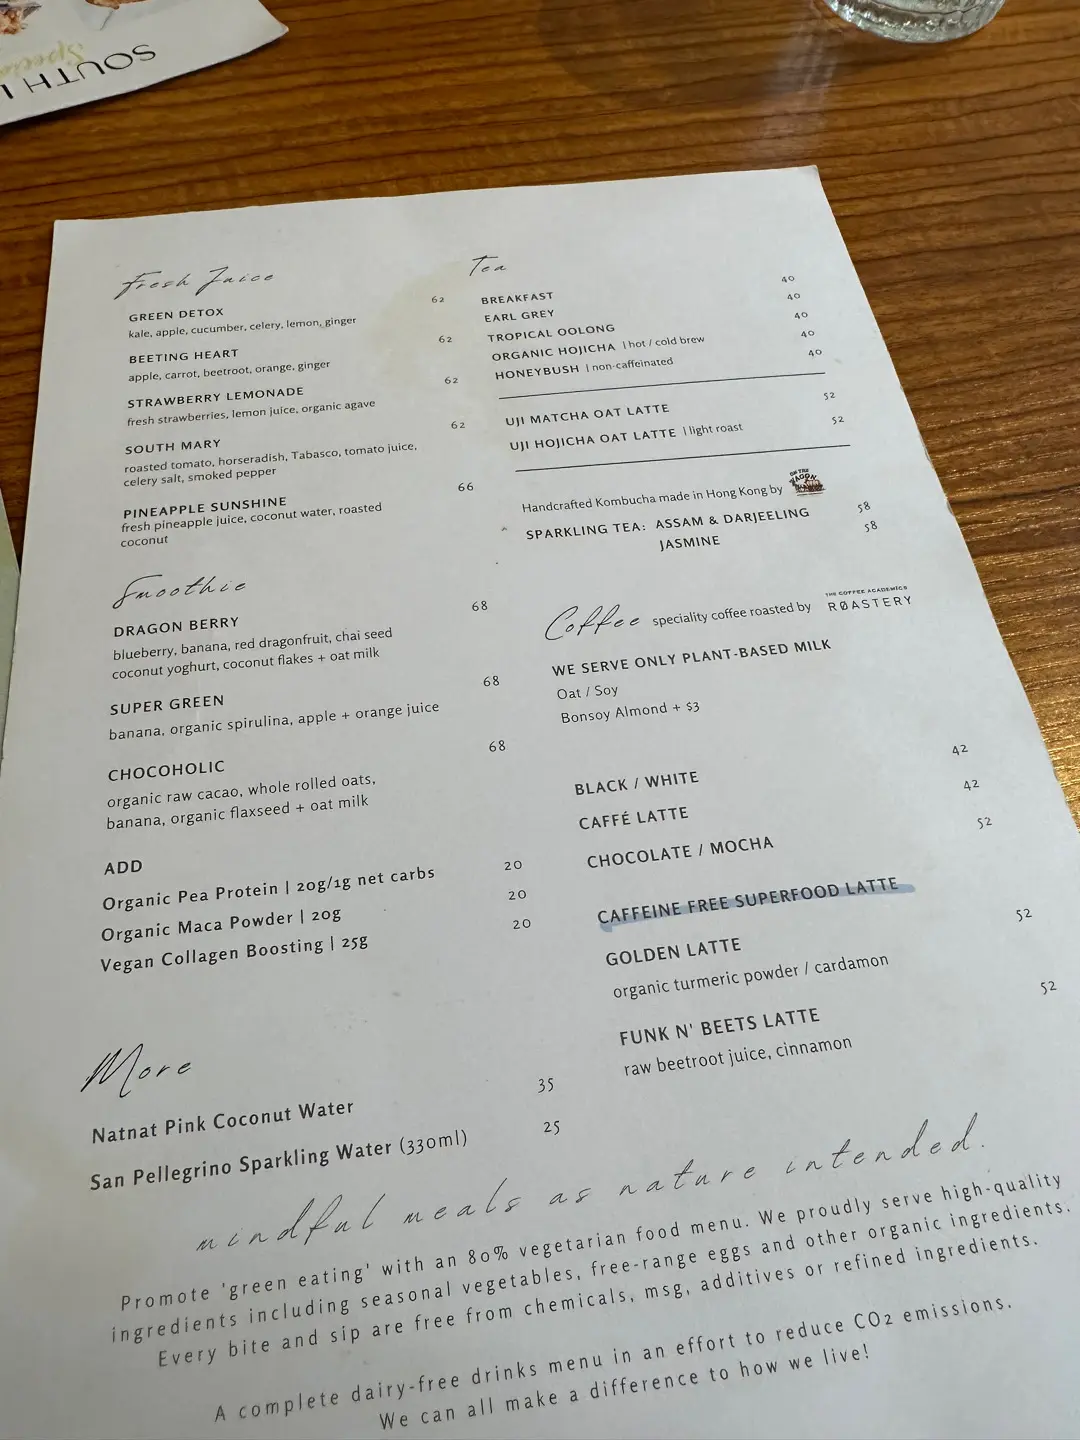 SOUTH
Specia
Fresh Juice
GREEN DETOX 62
kale, apple, cucumber, celery, lemon, ginger
BEETING HEART 62
apple, carrot, beetroot, orange, ginger
STRAWBERRY LEMONADE 62
fresh strawberries, lemon juice, organic agave
SOUTH MARY 62
roasted tomato, horseradish, Tabasco, tomato juice,
celery salt, smoked pepper
PINEAPPLE SUNSHINE 66
fresh pineapple juice, coconut water, roasted
coconut
Smoothie
DRAGON BERRY 68
blueberry, banana, red dragonfruit, chai seed
coconut yoghurt, coconut flakes + oat milk
SUPER GREEN 68
banana, organic spirulina, apple + orange juice
CHOCOHOLIC 68
organic raw cacao, whole rolled oats,
banana, organic flaxseed + oat milk
ADD
Organic Pea Protein | 20g/1g net carbs 20
Organic Maca Powder | 20g 20
Vegan Collagen Boosting | 25g 20
More
Natnat Pink Coconut Water 35
San Pellegrino Sparkling Water (330ml) 25
Tea
BREAKFAST 40
EARL GREY 40
TROPICAL OOLONG 40
ORGANIC HOJICHA | hot / cold brew 40
HONEYBUSH | non-caffeinated 40
UJI MATCHA OAT LATTE 52
UJI HOJICHA OAT LATTE | light roast 52
Handcrafted Kombucha made in Hong Kong by ON THE WAGON
SPARKLING TEA: ASSAM & DARJEELING 58
JASMINE 58
Coffee speciality coffee roasted by THE COFFEE ACADEMÏCS RØASTERY
WE SERVE ONLY PLANT-BASED MILK
Oat / Soy
Bonsoy Almond + $3
BLACK / WHITE 42
CAFFÉ LATTE 42
CHOCOLATE / MOCHA 52
CAFFEINE FREE SUPERFOOD LATTE
GOLDEN LATTE 52
organic turmeric powder / cardamon
FUNK N' BEETS LATTE 52
raw beetroot juice, cinnamon
mindful meals as nature intended.
Promote 'green eating' with an 80% vegetarian food menu. We proudly serve high-quality
ingredients including seasonal vegetables, free-range eggs and other organic ingredients.
Every bite and sip are free from chemicals, msg, additives or refined ingredients.
A complete dairy-free drinks menu in an effort to reduce CO2 emissions.
We can all make a difference to how we live!